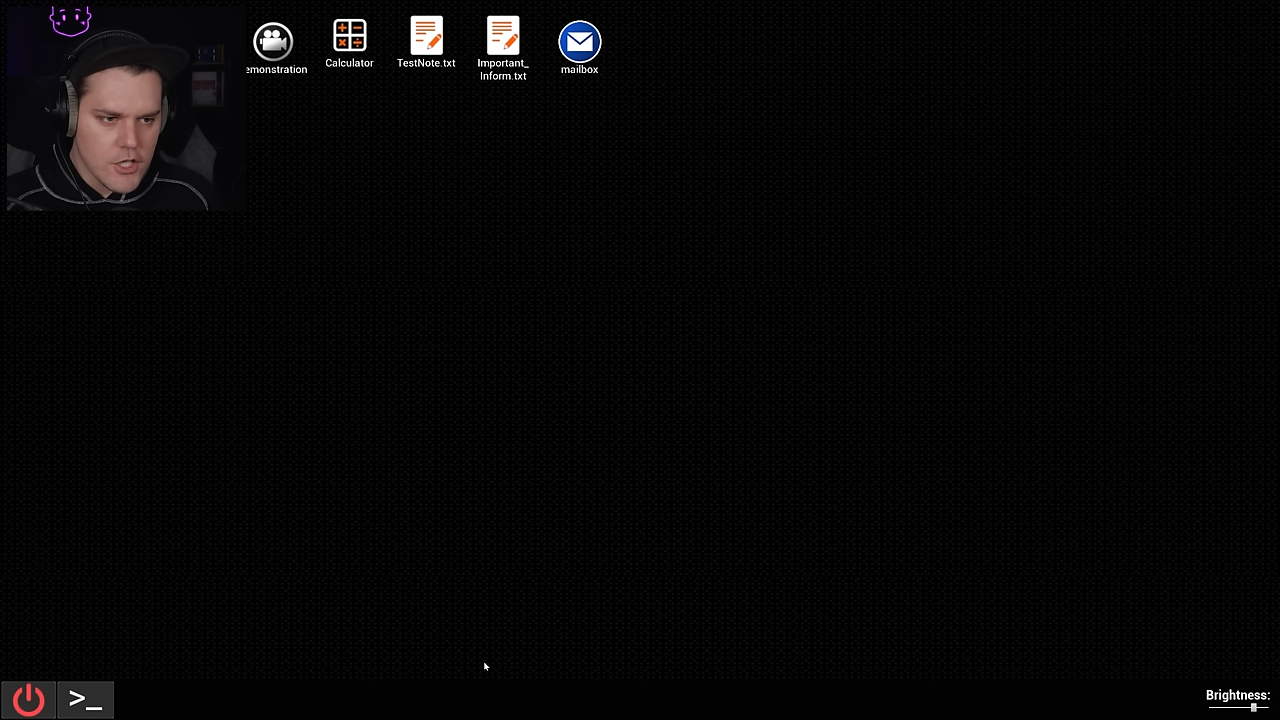 emonstration
Calculator
TestNote.txt
Important_
Inform.txt
mailbox
>_
Brightness: